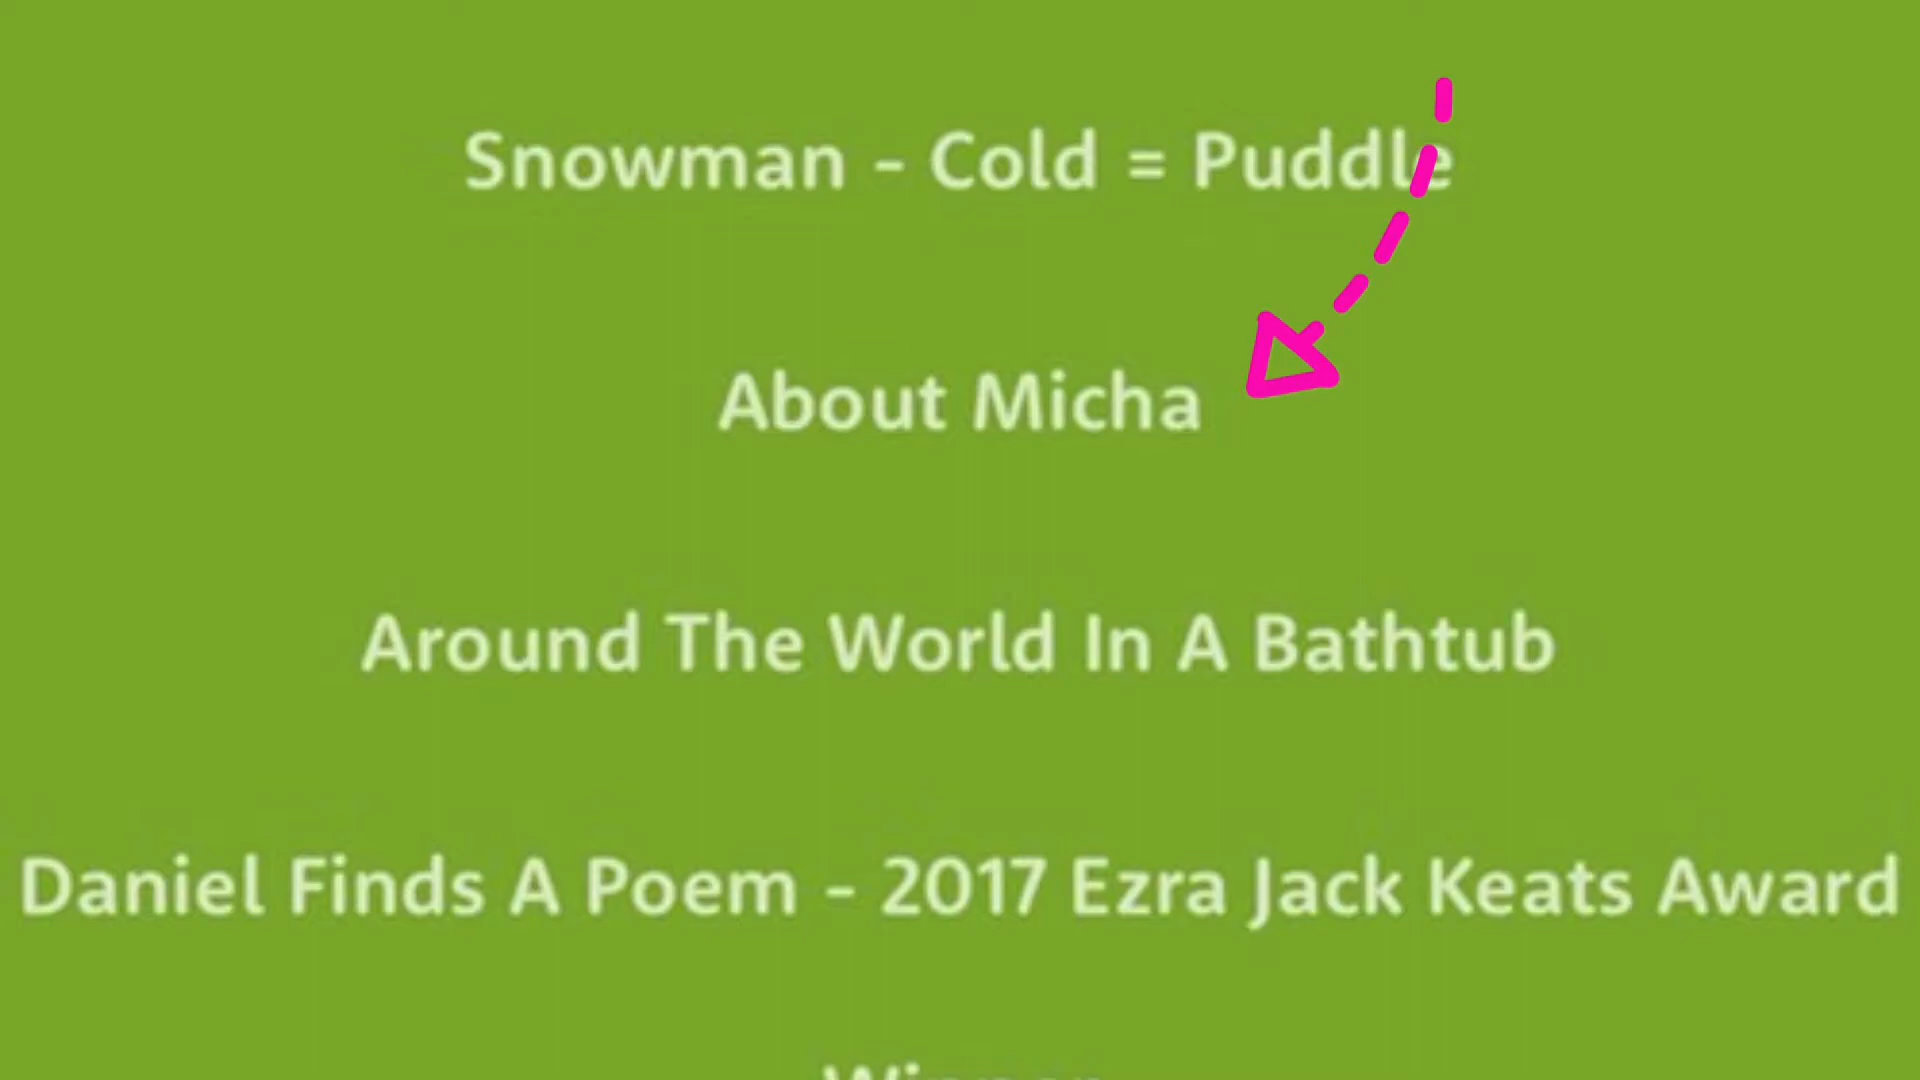 Snowman - Cold = Puddle
About Micha
Around The World In A Bathtub
Daniel Finds A Poem - 2017 Ezra Jack Keats Award